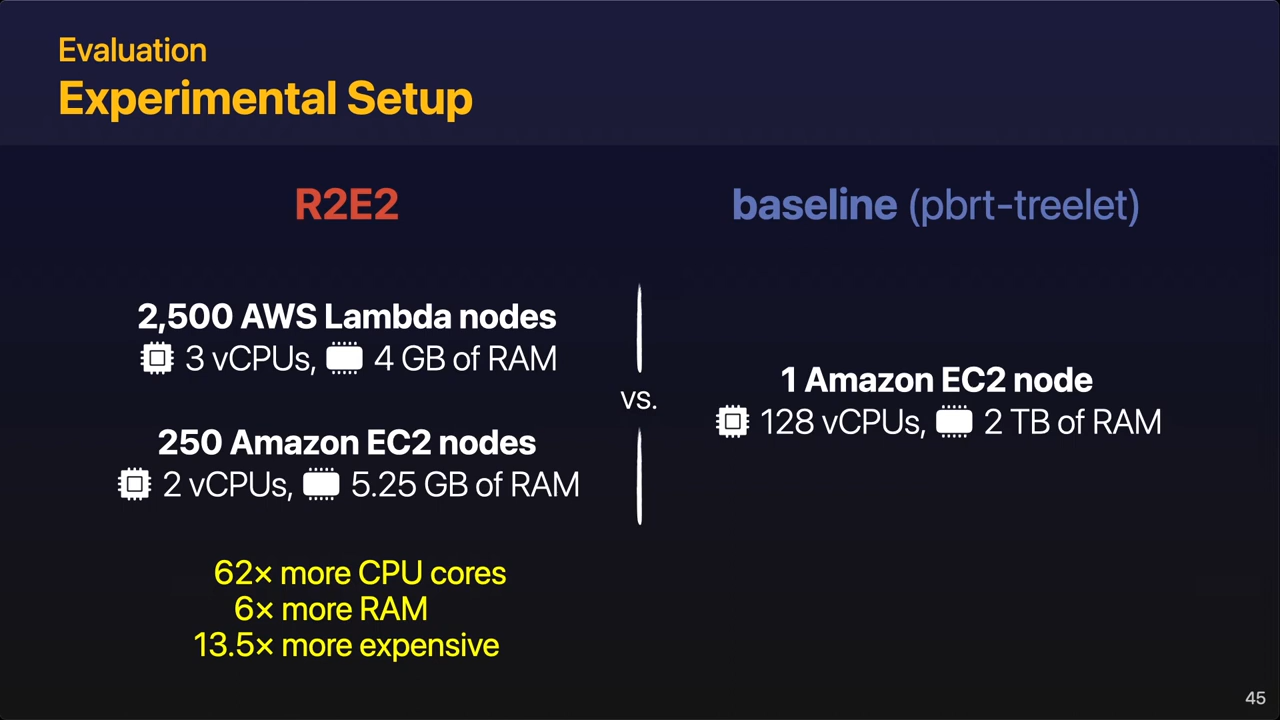 Evaluation
Experimental Setup
R2E2
2,500 AWS Lambda nodes
3 vCPUs, 4 GB of RAM
250 Amazon EC2 nodes
2 vCPUs, 5.25 GB of RAM
62× more CPU cores
6× more RAM
13.5× more expensive
vs.
baseline (pbrt-treelet)
1 Amazon EC2 node
128 vCPUs, 2 TB of RAM
45